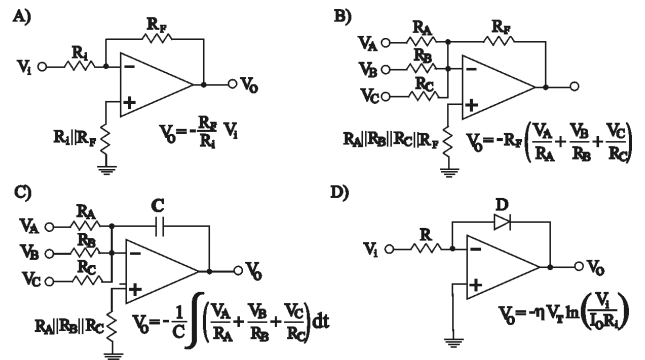 A)
R_F
R_i
V_i
−
+
V_O
R_i||R_F
V_O = - R_F/R_i V_i
B)
R_A
R_F
V_A
R_B
V_B
−
R_C
V_C
+
R_A||R_B||R_C||R_F
V_O = -R_F (V_A/R_A + V_B/R_B + V_C/R_C)
C)
R_A
C
V_A
R_B
V_B
−
R_C
V_C
+
V_O
R_A||R_B||R_C
V_O = - 1/C ∫ (V_A/R_A + V_B/R_B + V_C/R_C) dt
D)
D
R
V_i
−
+
V_O
V_O = -η V_T ln (V_i/I_O R_i)